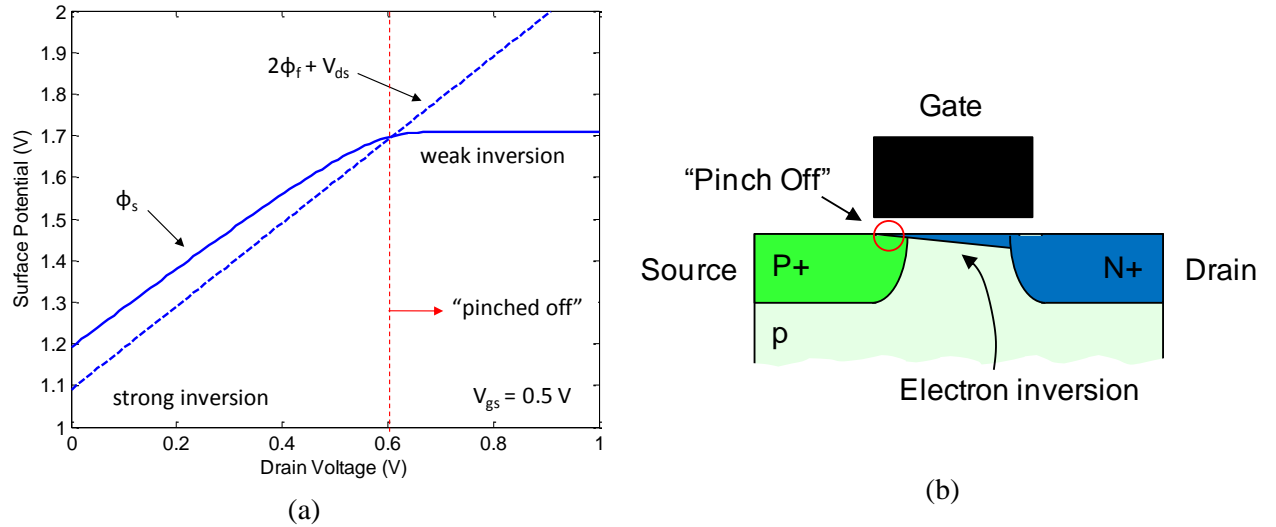 2
1.9
1.8
1.7
1.6
1.5
1.4
1.3
1.2
1.1
1
Surface Potential (V)
0
0.2
0.4
0.6
0.8
1
Drain Voltage (V)
2ϕf + Vds
weak inversion
ϕs
“pinched off”
strong inversion
Vgs = 0.5 V
(a)
Gate
“Pinch Off”
Source
P+
N+
Drain
p
Electron inversion
(b)